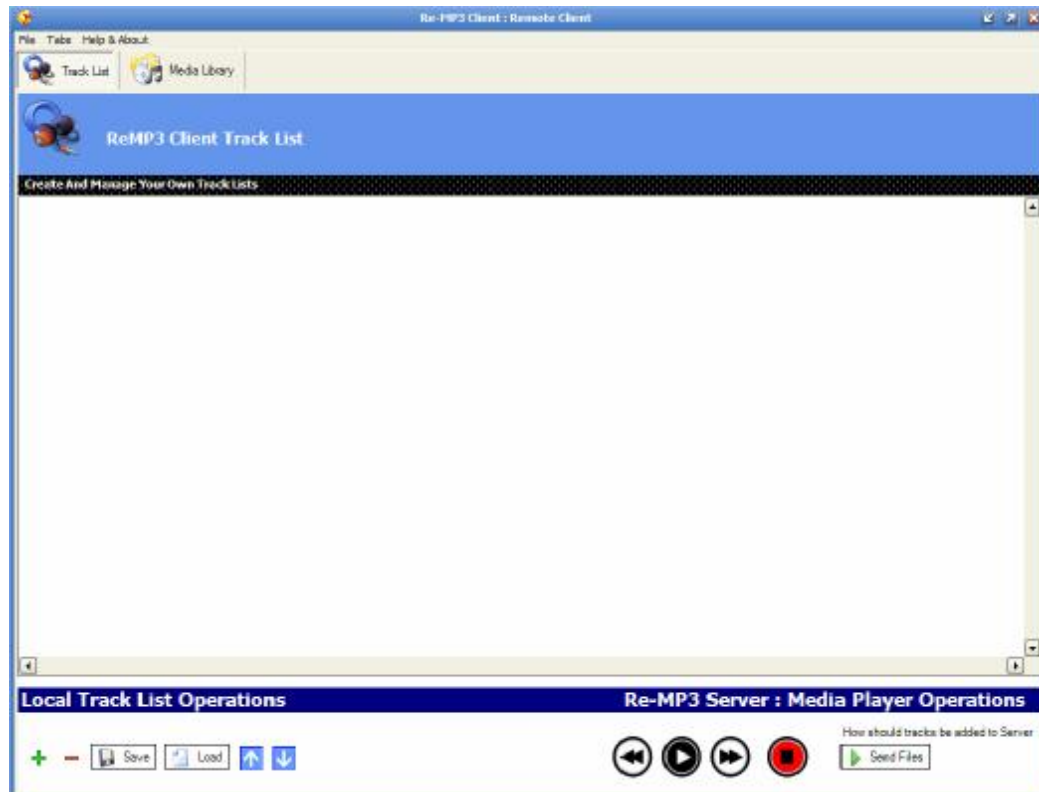 Re-MP3 Client : Remote Client
File Tabs Help & About
Track List Media Library
ReMP3 Client Track List
Create And Manage Your Own Track Lists
Local Track List Operations Re-MP3 Server : Media Player Operations
How should tracks be added to Server
Save Load Send Files